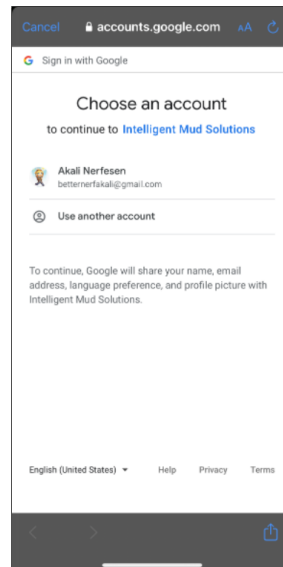 Cancel accounts.google.com AA
Sign in with Google
Choose an account
to continue to Intelligent Mud Solutions
Akali Nerfesen
betternerfakali@gmail.com
Use another account
To continue, Google will share your name, email
address, language preference, and profile picture with
Intelligent Mud Solutions.
English (United States) Help Privacy Terms